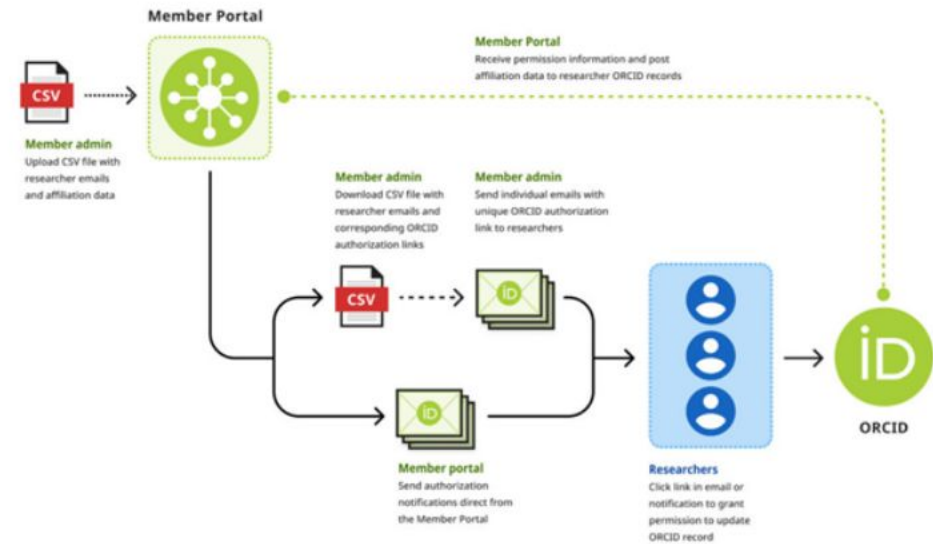 Member Portal
Member Portal
Receive permission information and post
affiliation data to researcher ORCID records
CSV
Member admin
Upload CSV file with
researcher emails
and affiliation data
Member admin
Download CSV file with
researcher emails and
corresponding ORCID
authorization links
Member admin
Send individual emails with
unique ORCID authorization
link to researchers
CSV
iD
iD
Member portal
Send authorization
notifications direct from
the Member Portal
Researchers
Click link in email or
notification to grant
permission to update
ORCID record
iD
ORCID